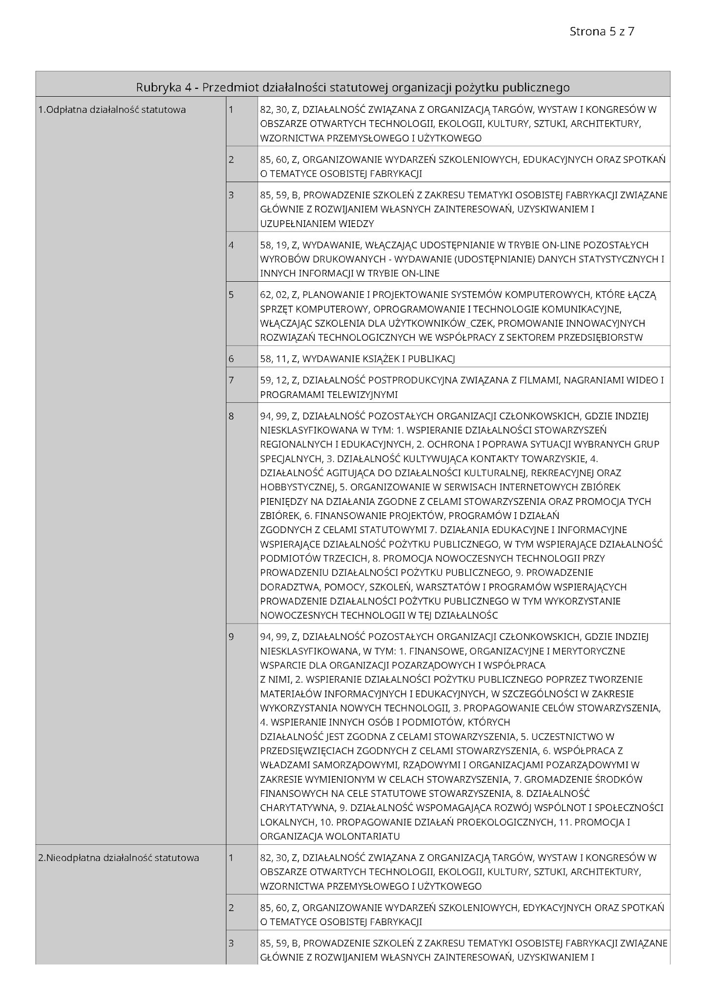 Strona 5 z 7
Rubryka 4 - Przedmiot działalności statutowej organizacji pożytku publicznego
1.Odpłatna działalność statutowa
1
82, 30, Z, DZIAŁALNOŚĆ ZWIĄZANA Z ORGANIZACJĄ TARGÓW, WYSTAW I KONGRESÓW W
OBSZARZE OTWARTYCH TECHNOLOGII, EKOLOGII, KULTURY, SZTUKI, ARCHITEKTURY,
WZORNICTWA PRZEMYSŁOWEGO I UŻYTKOWEGO
2
85, 60, Z, ORGANIZOWANIE WYDARZEŃ SZKOLENIOWYCH, EDUKACYJNYCH ORAZ SPOTKAŃ
O TEMATYCE OSOBISTEJ FABRYKACJI
3
85, 59, B, PROWADZENIE SZKOLEŃ Z ZAKRESU TEMATYKI OSOBISTEJ FABRYKACJI ZWIĄZANE
GŁÓWNIE Z ROZWIJANIEM WŁASNYCH ZAINTERESOWAŃ, UZYSKIWANIEM I
UZUPEŁNIANIEM WIEDZY
4
58, 19, Z, WYDAWANIE, WŁĄCZAJĄC UDOSTĘPNIANIE W TRYBIE ON-LINE POZOSTAŁYCH
WYROBÓW DRUKOWANYCH - WYDAWANIE (UDOSTĘPNIANIE) DANYCH STATYSTYCZNYCH I
INNYCH INFORMACJI W TRYBIE ON-LINE
5
62, 02, Z, PLANOWANIE I PROJEKTOWANIE SYSTEMÓW KOMPUTEROWYCH, KTÓRE ŁĄCZĄ
SPRZĘT KOMPUTEROWY, OPROGRAMOWANIE I TECHNOLOGIE KOMUNIKACYJNE,
WŁĄCZAJĄC SZKOLENIA DLA UŻYTKOWNIKÓW_CZEK, PROMOWANIE INNOWACYJNYCH
ROZWIĄZAŃ TECHNOLOGICZNYCH WE WSPÓŁPRACY Z SEKTOREM PRZEDSIĘBIORSTW
6
58, 11, Z, WYDAWANIE KSIĄŻEK I PUBLIKACJ
7
59, 12, Z, DZIAŁALNOŚĆ POSTPRODUKCYJNA ZWIĄZANA Z FILMAMI, NAGRANIAMI WIDEO I
PROGRAMAMI TELEWIZYJNYMI
8
94, 99, Z, DZIAŁALNOŚĆ POZOSTAŁYCH ORGANIZACJI CZŁONKOWSKICH, GDZIE INDZIEJ
NIESKLASYFIKOWANA W TYM: 1. WSPIERANIE DZIAŁALNOŚCI STOWARZYSZEŃ
REGIONALNYCH I EDUKACYJNYCH, 2. OCHRONA I POPRAWA SYTUACJI WYBRANYCH GRUP
SPECJALNYCH, 3. DZIAŁALNOŚĆ KULTYWUJĄCA KONTAKTY TOWARZYSKIE, 4.
DZIAŁALNOŚĆ AGITUJĄCA DO DZIAŁALNOŚCI KULTURALNEJ, REKREACYJNEJ ORAZ
HOBBYSTYCZNEJ, 5. ORGANIZOWANIE W SERWISACH INTERNETOWYCH ZBIÓREK
PIENIĘDZY NA DZIAŁANIA ZGODNE Z CELAMI STOWARZYSZENIA ORAZ PROMOCJA TYCH
ZBIÓREK, 6. FINANSOWANIE PROJEKTÓW, PROGRAMÓW I DZIAŁAŃ
ZGODNYCH Z CELAMI STATUTOWYMI 7. DZIAŁANIA EDUKACYJNE I INFORMACYJNE
WSPIERAJĄCE DZIAŁALNOŚĆ POŻYTKU PUBLICZNEGO, W TYM WSPIERAJĄCE DZIAŁALNOŚĆ
PODMIOTÓW TRZECICH, 8. PROMOCJA NOWOCZESNYCH TECHNOLOGII PRZY
PROWADZENIU DZIAŁALNOŚCI POŻYTKU PUBLICZNEGO, 9. PROWADZENIE
DORADZTWA, POMOCY, SZKOLEŃ, WARSZTATÓW I PROGRAMÓW WSPIERAJĄCYCH
PROWADZENIE DZIAŁALNOŚCI POŻYTKU PUBLICZNEGO W TYM WYKORZYSTANIE
NOWOCZESNYCH TECHNOLOGII W TEJ DZIAŁALNOŚC
9
94, 99, Z, DZIAŁALNOŚĆ POZOSTAŁYCH ORGANIZACJI CZŁONKOWSKICH, GDZIE INDZIEJ
NIESKLASYFIKOWANA, W TYM: 1. FINANSOWE, ORGANIZACYJNE I MERYTORYCZNE
WSPARCIE DLA ORGANIZACJI POZARZĄDOWYCH I WSPÓŁPRACA
Z NIMI, 2. WSPIERANIE DZIAŁALNOŚCI POŻYTKU PUBLICZNEGO POPRZEZ TWORZENIE
MATERIAŁÓW INFORMACYJNYCH I EDUKACYJNYCH, W SZCZEGÓLNOŚCI W ZAKRESIE
WYKORZYSTANIA NOWYCH TECHNOLOGII, 3. PROPAGOWANIE CELÓW STOWARZYSZENIA,
4. WSPIERANIE INNYCH OSÓB I PODMIOTÓW, KTÓRYCH
DZIAŁALNOŚĆ JEST ZGODNA Z CELAMI STOWARZYSZENIA, 5. UCZESTNICTWO W
PRZEDSIĘWZIĘCIACH ZGODNYCH Z CELAMI STOWARZYSZENIA, 6. WSPÓŁPRACA Z
WŁADZAMI SAMORZĄDOWYMI, RZĄDOWYMI I ORGANIZACJAMI POZARZĄDOWYMI W
ZAKRESIE WYMIENIONYM W CELACH STOWARZYSZENIA, 7. GROMADZENIE ŚRODKÓW
FINANSOWYCH NA CELE STATUTOWE STOWARZYSZENIA, 8. DZIAŁALNOŚĆ
CHARYTATYWNA, 9. DZIAŁALNOŚĆ WSPOMAGAJĄCA ROZWÓJ WSPÓLNOT I SPOŁECZNOŚCI
LOKALNYCH, 10. PROPAGOWANIE DZIAŁAŃ PROEKOLOGICZNYCH, 11. PROMOCJA I
ORGANIZACJA WOLONTARIATU
2.Nieodpłatna działalność statutowa
1
82, 30, Z, DZIAŁALNOŚĆ ZWIĄZANA Z ORGANIZACJĄ TARGÓW, WYSTAW I KONGRESÓW W
OBSZARZE OTWARTYCH TECHNOLOGII, EKOLOGII, KULTURY, SZTUKI, ARCHITEKTURY,
WZORNICTWA PRZEMYSŁOWEGO I UŻYTKOWEGO
2
85, 60, Z, ORGANIZOWANIE WYDARZEŃ SZKOLENIOWYCH, EDYKACYJNYCH ORAZ SPOTKAŃ
O TEMATYCE OSOBISTEJ FABRYKACJI
3
85, 59, B, PROWADZENIE SZKOLEŃ Z ZAKRESU TEMATYKI OSOBISTEJ FABRYKACJI ZWIĄZANE
GŁÓWNIE Z ROZWIJANIEM WŁASNYCH ZAINTERESOWAŃ, UZYSKIWANIEM I